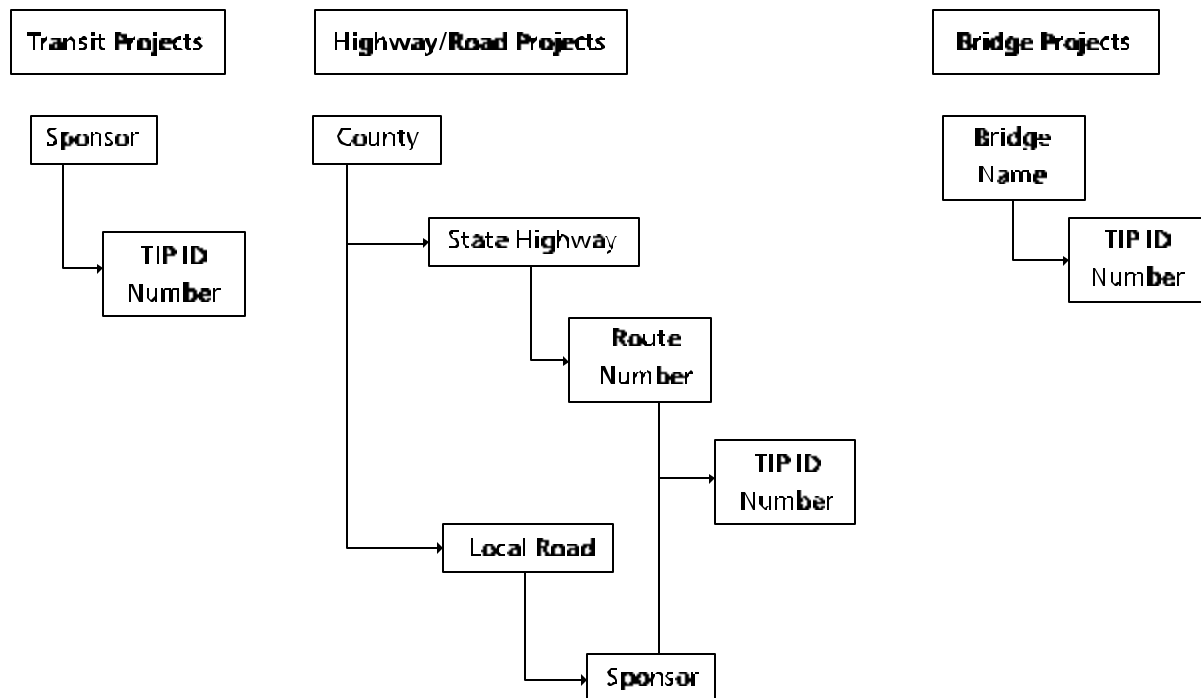 Transit Projects
Highway/Road Projects
Bridge Projects
Sponsor
TIP ID
Number
County
State Highway
Route
Number
TIP ID
Number
Local Road
Sponsor
Bridge
Name
TIP ID
Number